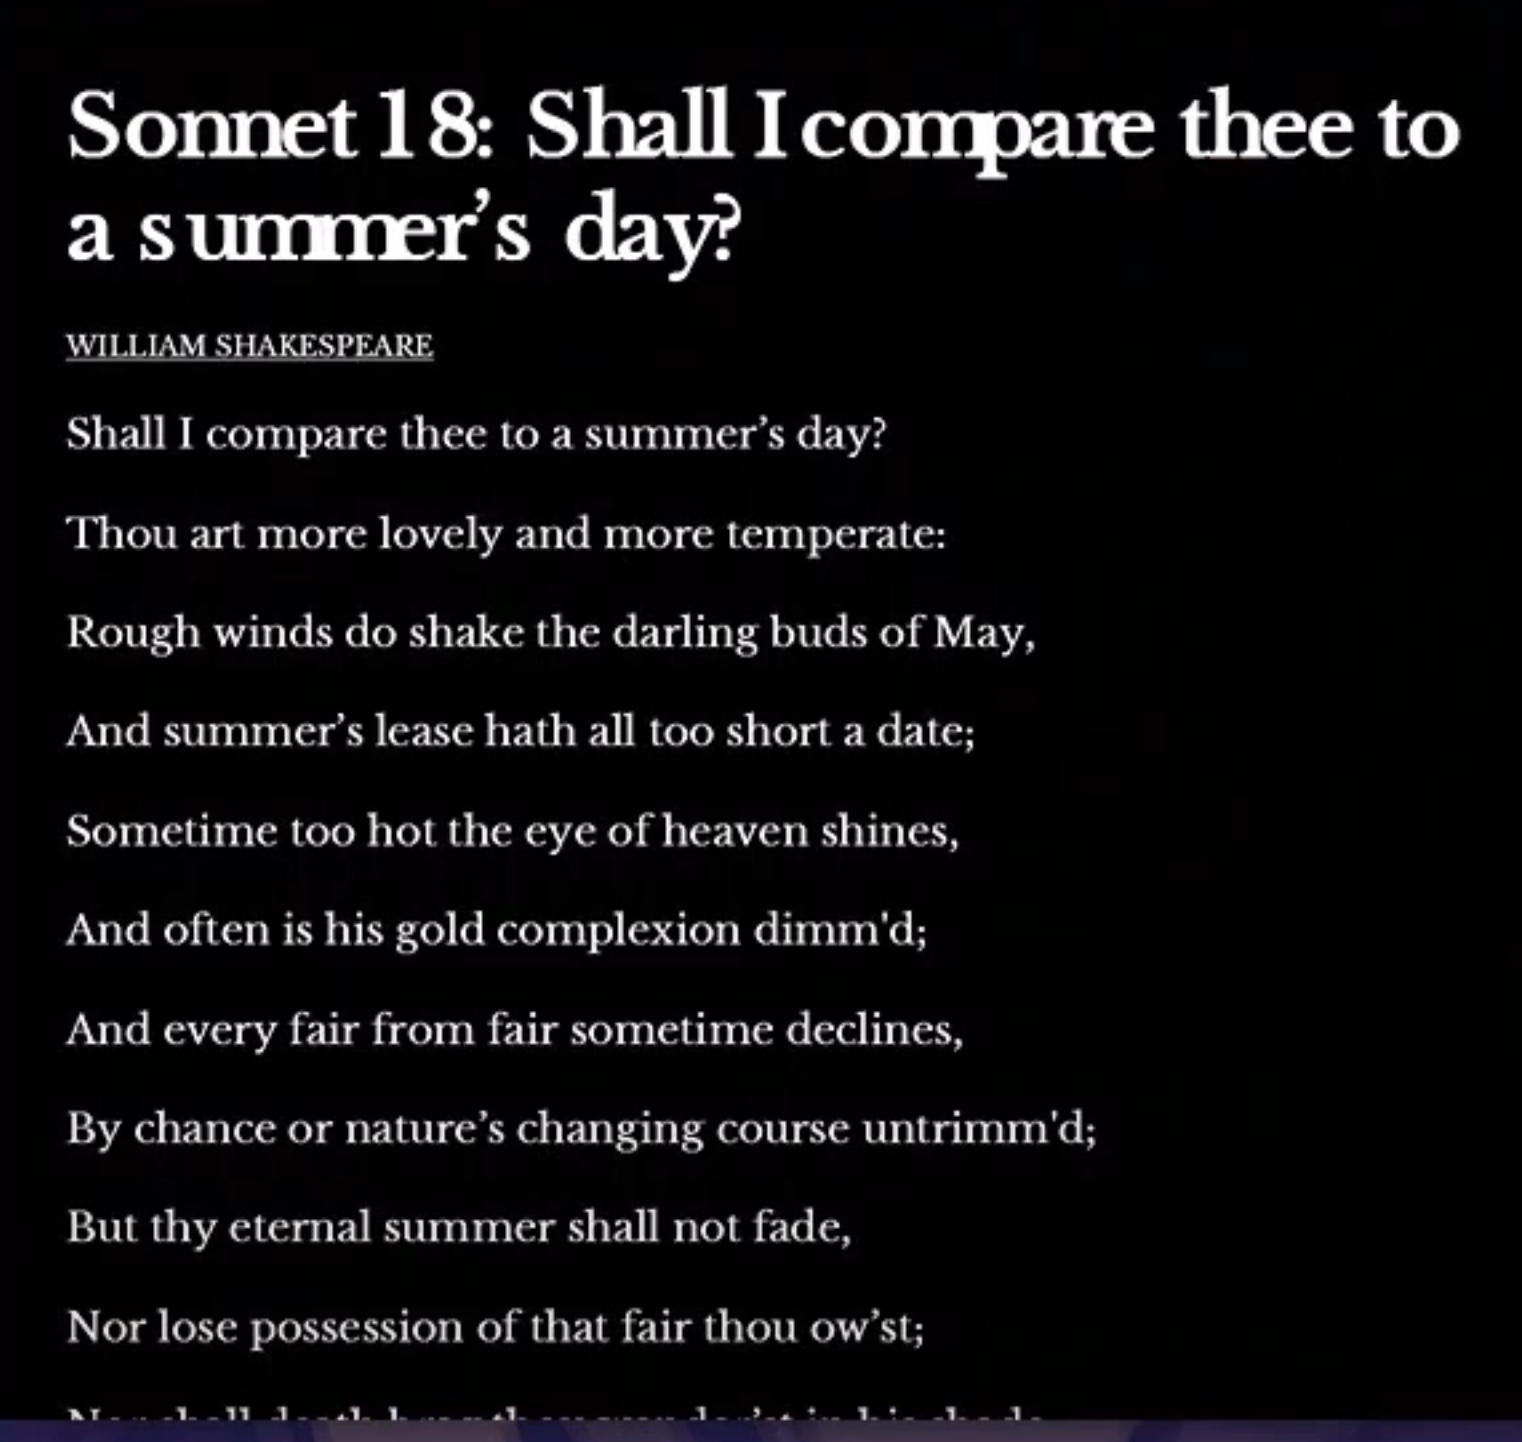 Sonnet 18: Shall I compare thee to
a summer’s day?
WILLIAM SHAKESPEARE
Shall I compare thee to a summer’s day?
Thou art more lovely and more temperate:
Rough winds do shake the darling buds of May,
And summer’s lease hath all too short a date;
Sometime too hot the eye of heaven shines,
And often is his gold complexion dimm'd;
And every fair from fair sometime declines,
By chance or nature’s changing course untrimm'd;
But thy eternal summer shall not fade,
Nor lose possession of that fair thou ow’st;